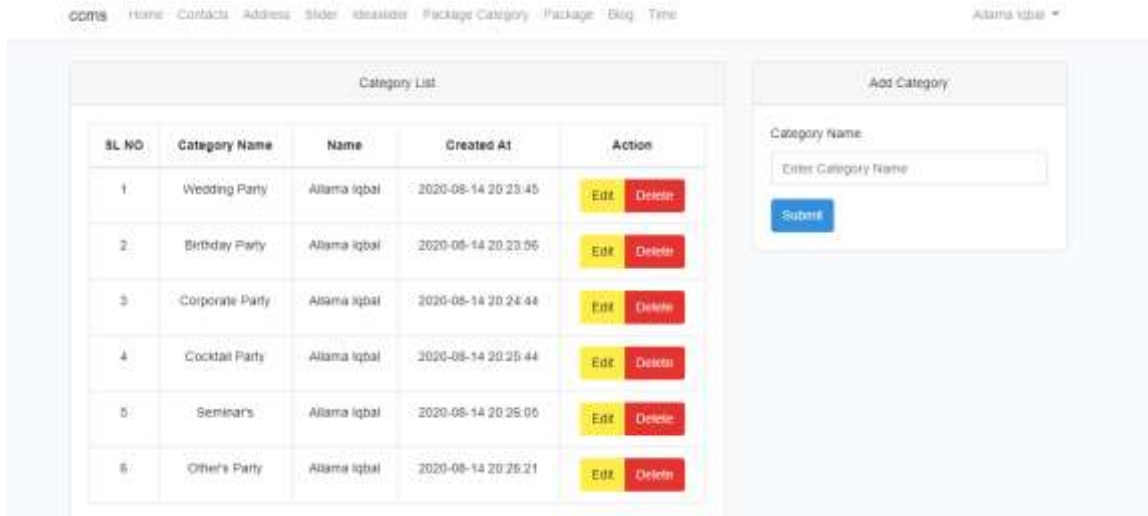 ccms Home Contacts Address Slider Ideaslider Package Category Package Blog Time Allama Iqbal
Category List
Add Category
SL NO Category Name Name Created At Action
Category Name
Enter Category Name
1 Wedding Party Allama Iqbal 2020-08-14 20:23:45 Edit Delete
Submit
2 Birthday Party Allama Iqbal 2020-08-14 20:23:56 Edit Delete
3 Corporate Party Allama Iqbal 2020-08-14 20:24:44 Edit Delete
4 Cocktail Party Allama Iqbal 2020-08-14 20:25:44 Edit Delete
5 Seminar's Allama Iqbal 2020-08-14 20:26:05 Edit Delete
6 Other's Party Allama Iqbal 2020-08-14 20:26:21 Edit Delete